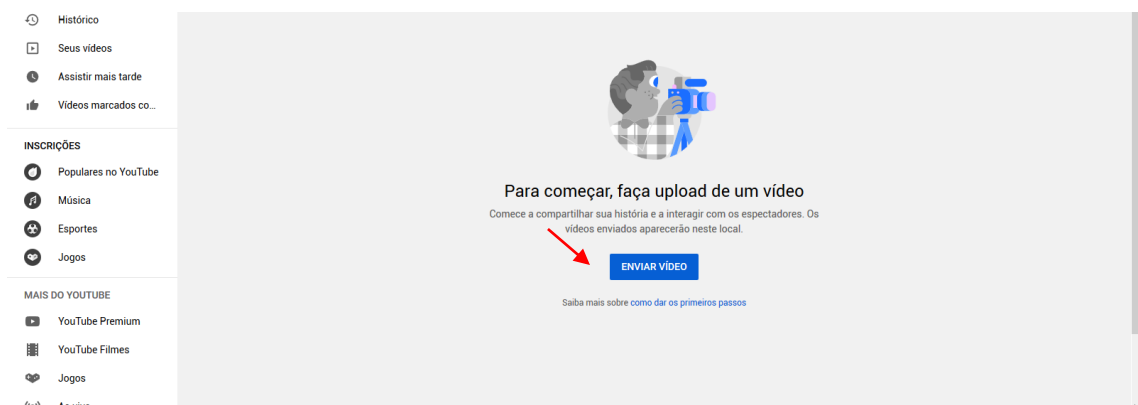 Histórico
Seus vídeos
Assistir mais tarde
Vídeos marcados co...
INSCRIÇÕES
Populares no YouTube
Música
Esportes
Jogos
MAIS DO YOUTUBE
YouTube Premium
YouTube Filmes
Jogos
Para começar, faça upload de um vídeo
Comece a compartilhar sua história e a interagir com os espectadores. Os
vídeos enviados aparecerão neste local.
ENVIAR VÍDEO
Saiba mais sobre como dar os primeiros passos